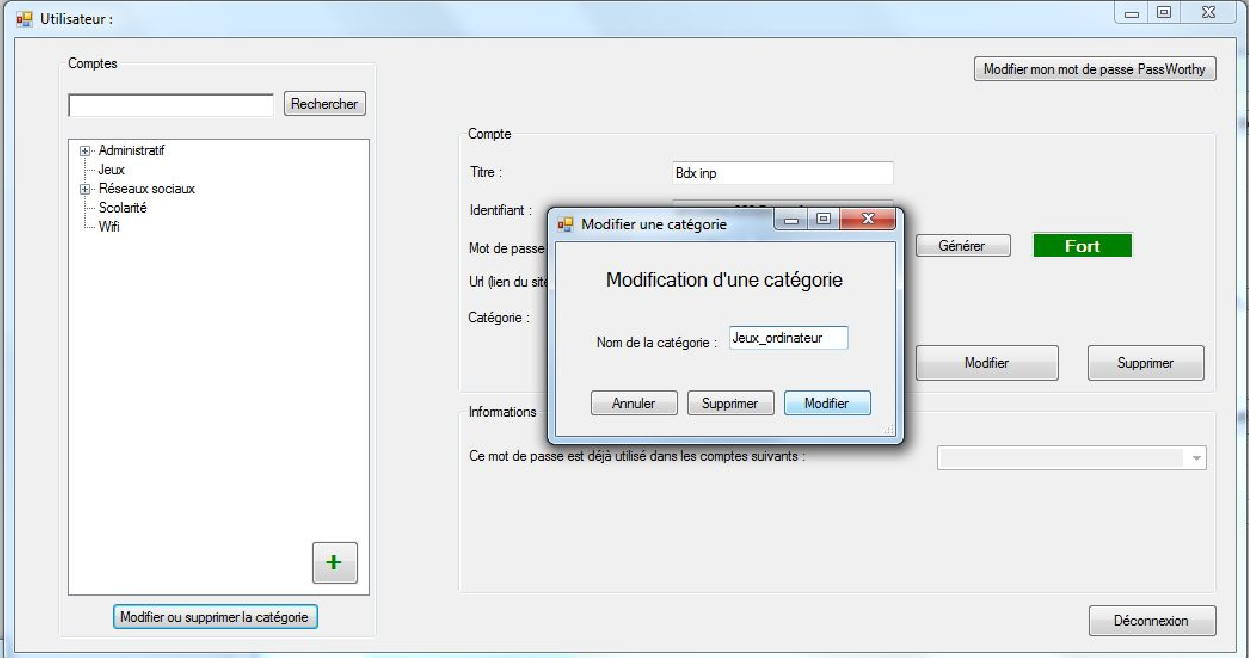 Utilisateur :
Comptes
Modifier mon mot de passe PassWorthy
Rechercher
Administratif
Jeux
Réseaux sociaux
Scolarité
Wifi
+
Modifier ou supprimer la catégorie
Compte
Titre :
Bdx inp
Identifiant :
Mot de passe
Générer
Fort
Url (lien du site
Catégorie :
Modifier
Supprimer
Modifier une catégorie
Modification d'une catégorie
Nom de la catégorie :
Jeux_ordinateur
Annuler
Supprimer
Modifier
Informations
Ce mot de passe est déjà utilisé dans les comptes suivants :
Déconnexion